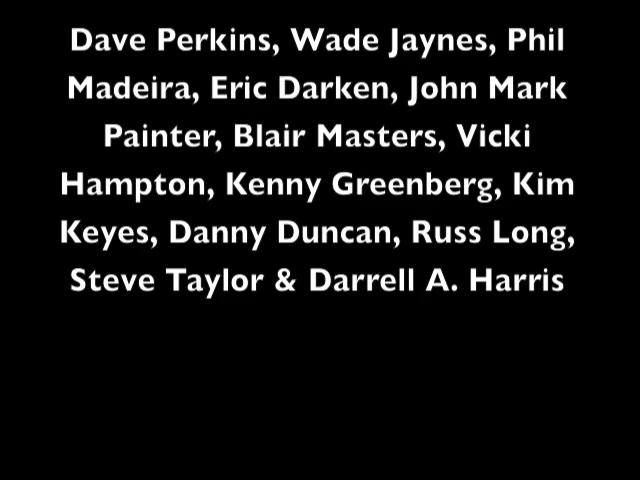 Dave Perkins, Wade Jaynes, Phil
Madeira, Eric Darken, John Mark
Painter, Blair Masters, Vicki
Hampton, Kenny Greenberg, Kim
Keyes, Danny Duncan, Russ Long,
Steve Taylor & Darrell A. Harris